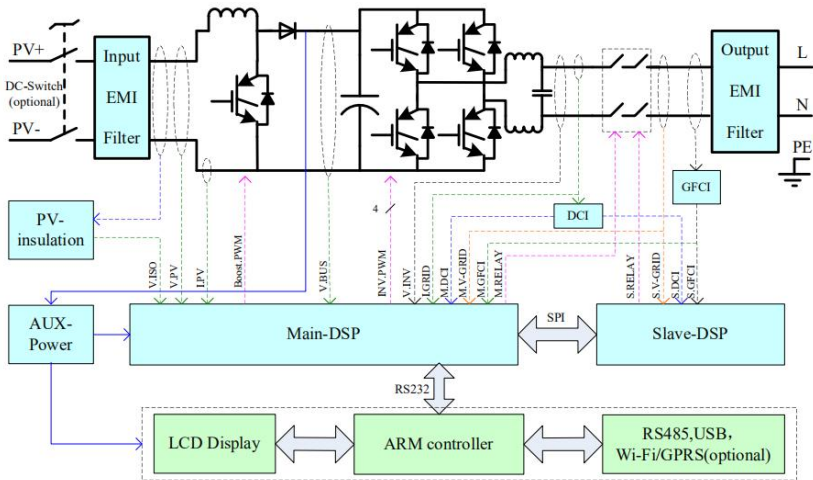 PV+
DC-Switch
(optional)
PV-
Input
EMI
Filter
Output
EMI
Filter
L
N
PE
GFCI
DCI
PV-
insulation
4
V.ISO
V.PV
I.PV
Boost.PWM
V.BUS
INV.PWM
V.INV
I.GRID
M.DCI
M.V-GRID
M.GFCI
M.RELAY
S.RELAY
S.V-GRID
S.DCI
S.GFCI
AUX-
Power
Main-DSP
SPI
Slave-DSP
RS232
LCD Display
ARM controller
RS485,USB，
Wi-Fi/GPRS(optional)